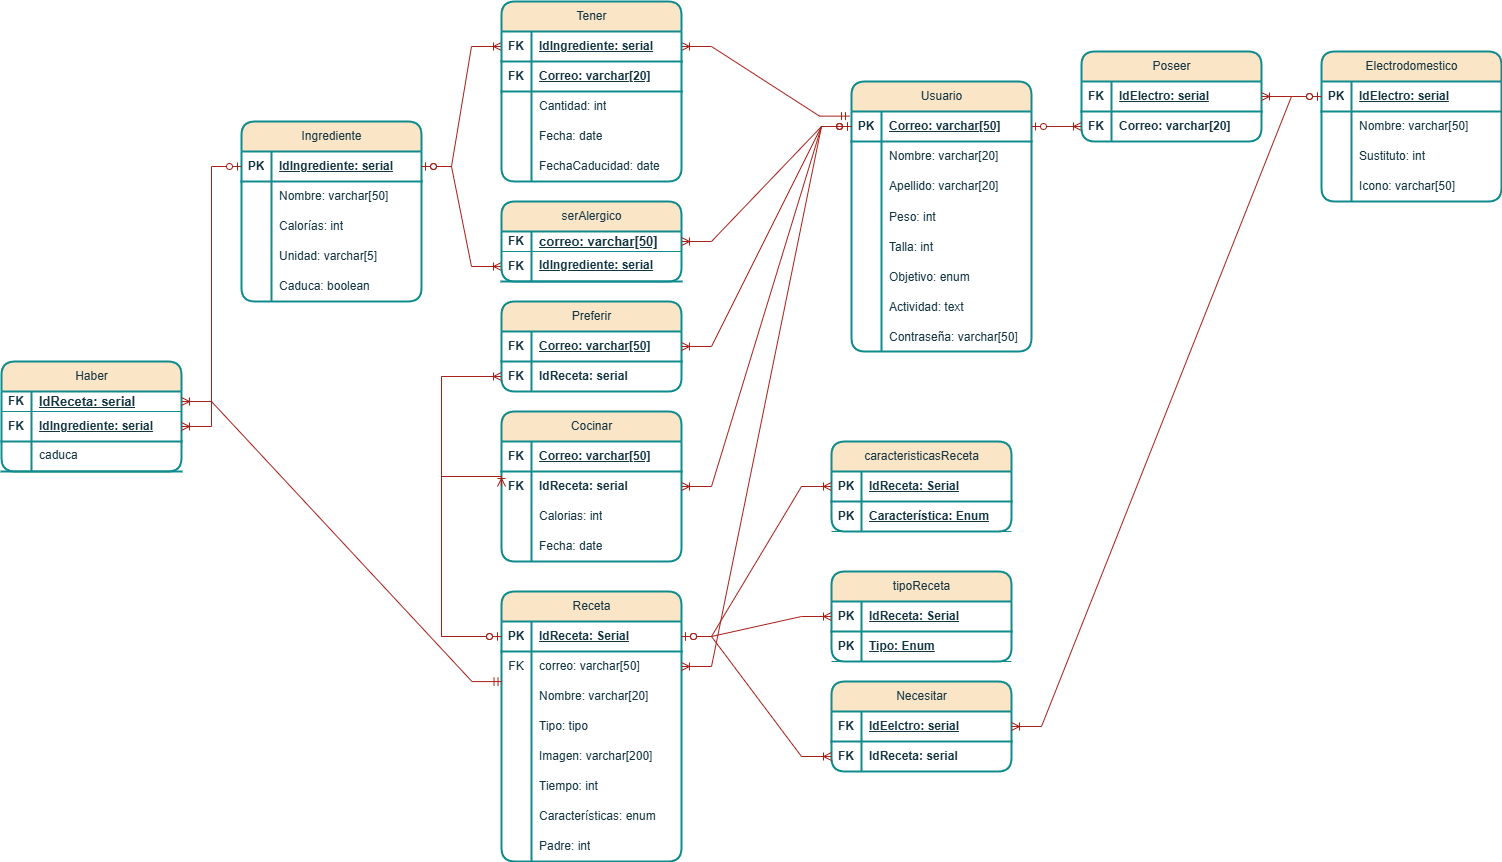 Tener
FK IdIngrediente: serial
FK Correo: varchar[20]
Cantidad: int
Fecha: date
FechaCaducidad: date
Poseer
FK IdElectro: serial
FK Correo: varchar[20]
Electrodomestico
PK IdElectro: serial
Nombre: varchar[50]
Sustituto: int
Icono: varchar[50]
Usuario
PK Correo: varchar[50]
Nombre: varchar[20]
Apellido: varchar[20]
Peso: int
Talla: int
Objetivo: enum
Actividad: text
Contraseña: varchar[50]
Ingrediente
PK IdIngrediente: serial
Nombre: varchar[50]
Calorías: int
Unidad: varchar[5]
Caduca: boolean
serAlergico
FK correo: varchar[50]
FK IdIngrediente: serial
Preferir
FK Correo: varchar[50]
FK IdReceta: serial
Haber
FK IdReceta: serial
FK IdIngrediente: serial
caduca
Cocinar
FK Correo: varchar[50]
FK IdReceta: serial
Calorias: int
Fecha: date
caracteristicasReceta
PK IdReceta: Serial
PK Característica: Enum
tipoReceta
PK IdReceta: Serial
PK Tipo: Enum
Receta
PK IdReceta: Serial
FK correo: varchar[50]
Nombre: varchar[20]
Tipo: tipo
Imagen: varchar[200]
Tiempo: int
Características: enum
Padre: int
Necesitar
FK IdEelctro: serial
FK IdReceta: serial